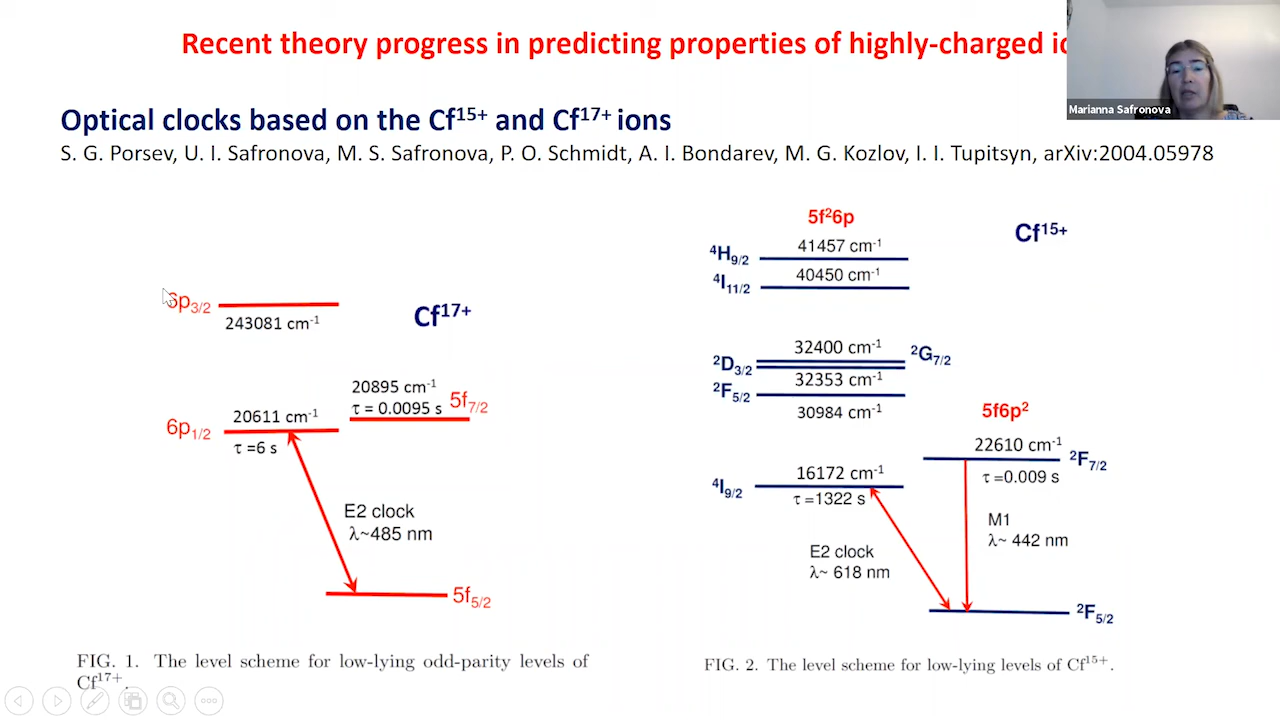 Recent theory progress in predicting properties of highly-charged
Marianna Safronova
Optical clocks based on the Cf¹⁵⁺ and Cf¹⁷⁺ ions
S. G. Porsev, U. I. Safronova, M. S. Safronova, P. O. Schmidt, A. I. Bondarev, M. G. Kozlov, I. I. Tupitsyn, arXiv:2004.05978
6p3/2
243081 cm⁻¹
Cf¹⁷⁺
20895 cm⁻¹
τ = 0.0095 s
5f7/2
6p1/2
20611 cm⁻¹
τ =6 s
E2 clock
λ~485 nm
5f5/2
FIG. 1. The level scheme for low-lying odd-parity levels of
Cf¹⁷⁺.
5f²6p
Cf¹⁵⁺
⁴H9/2
41457 cm⁻¹
⁴I11/2
40450 cm⁻¹
32400 cm⁻¹
²G7/2
²D3/2
32353 cm⁻¹
²F5/2
30984 cm⁻¹
5f6p²
22610 cm⁻¹
²F7/2
τ =0.009 s
⁴I9/2
16172 cm⁻¹
τ =1322 s
M1
λ~ 442 nm
E2 clock
λ~ 618 nm
²F5/2
FIG. 2. The level scheme for low-lying levels of Cf¹⁵⁺.